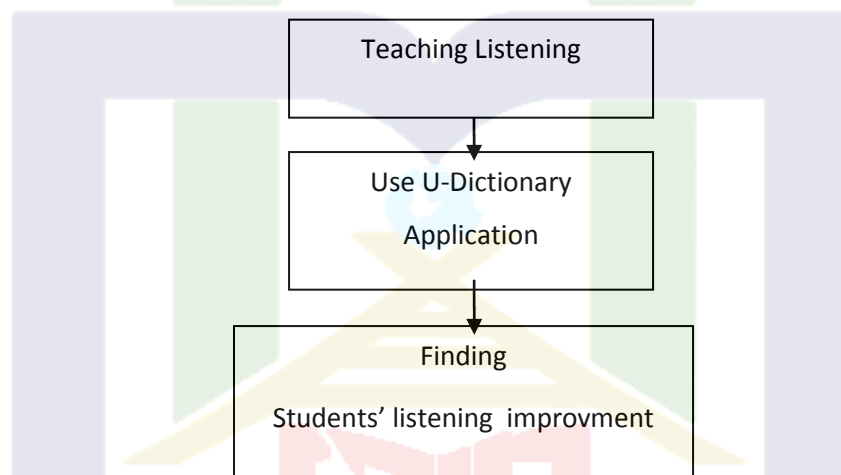 Teaching Listening
Use U-Dictionary
Application
Finding
Students’ listening improvment